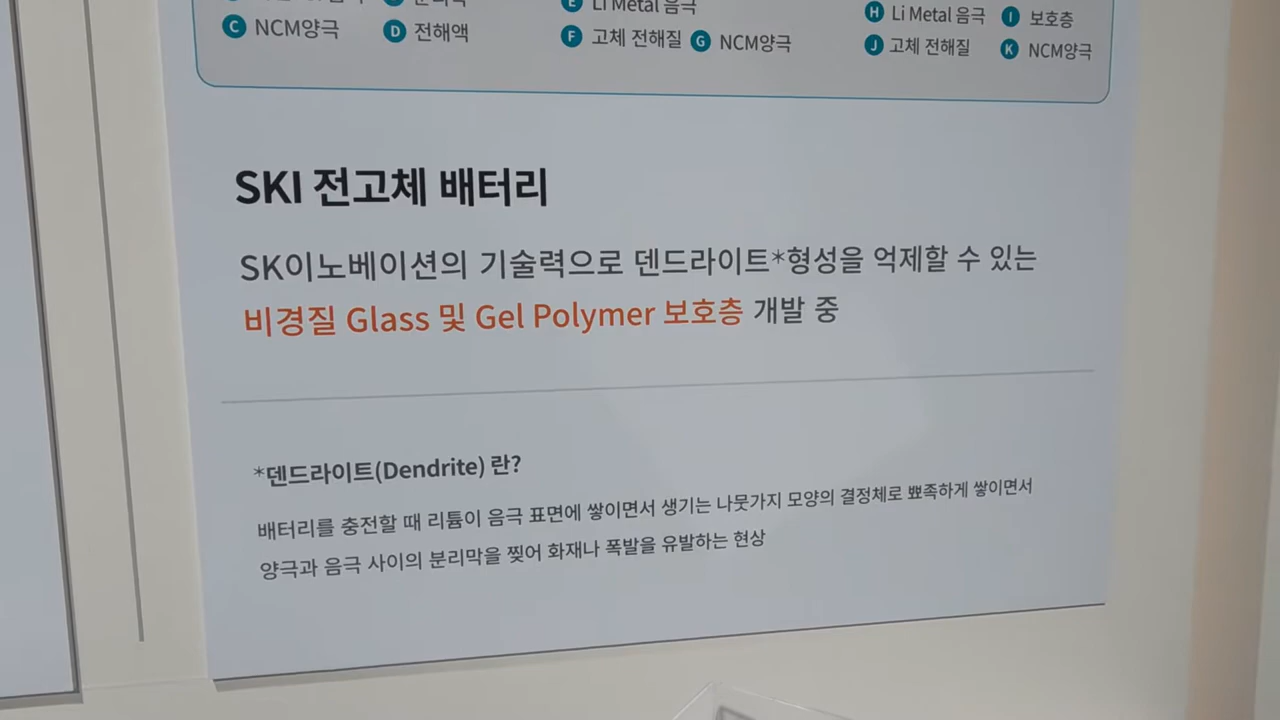 C NCM양극 D 전해액
E Li Metal 음극
F 고체 전해질 G NCM양극
H Li Metal 음극 I 보호층
J 고체 전해질 K NCM양극
SKI 전고체 배터리
SK이노베이션의 기술력으로 덴드라이트*형성을 억제할 수 있는
비경질 Glass 및 Gel Polymer 보호층 개발 중
*덴드라이트(Dendrite) 란?
배터리를 충전할 때 리튬이 음극 표면에 쌓이면서 생기는 나뭇가지 모양의 결정체로 뾰족하게 쌓이면서
양극과 음극 사이의 분리막을 찢어 화재나 폭발을 유발하는 현상